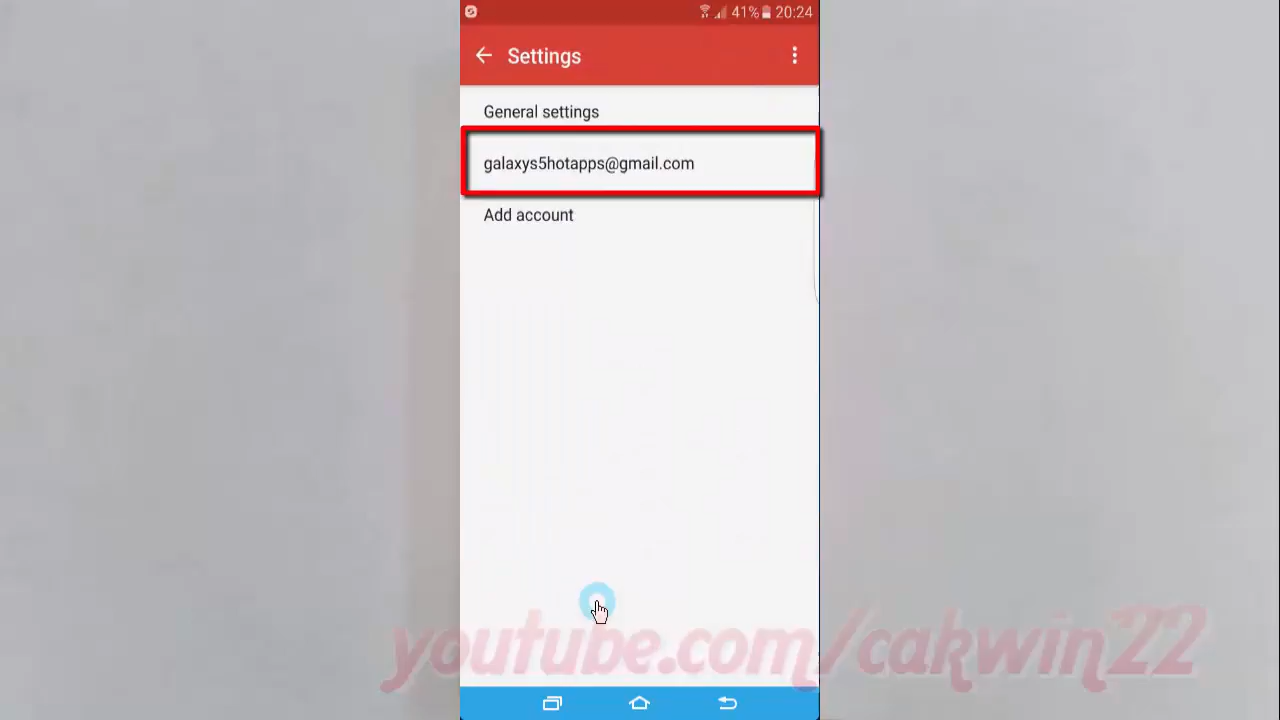 41% 20:24
Settings
General settings
galaxys5hotapps@gmail.com
Add account
youtube.com/cakwin22